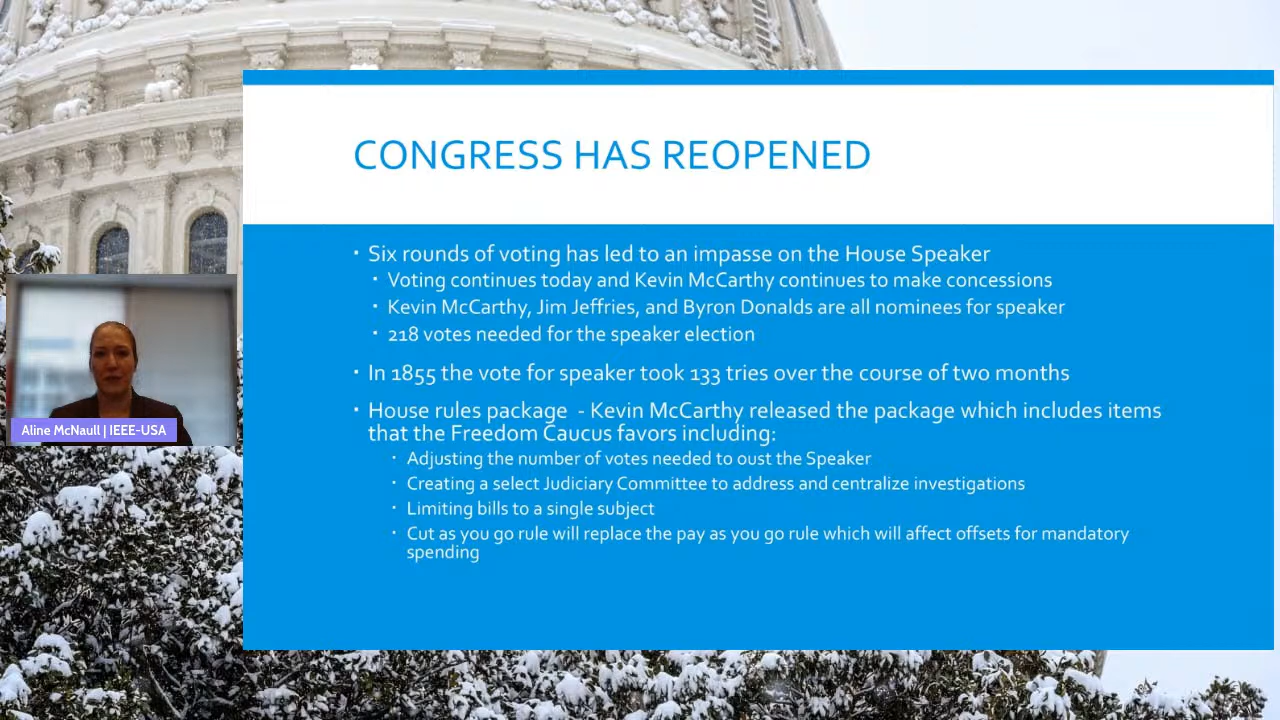 CONGRESS HAS REOPENED
Six rounds of voting has led to an impasse on the House Speaker
Voting continues today and Kevin McCarthy continues to make concessions
Kevin McCarthy, Jim Jeffries, and Byron Donalds are all nominees for speaker
218 votes needed for the speaker election
In 1855 the vote for speaker took 133 tries over the course of two months
House rules package - Kevin McCarthy released the package which includes items
that the Freedom Caucus favors including:
Adjusting the number of votes needed to oust the Speaker
Creating a select Judiciary Committee to address and centralize investigations
Limiting bills to a single subject
Cut as you go rule will replace the pay as you go rule which will affect offsets for mandatory
spending
Aline McNaull | IEEE-USA